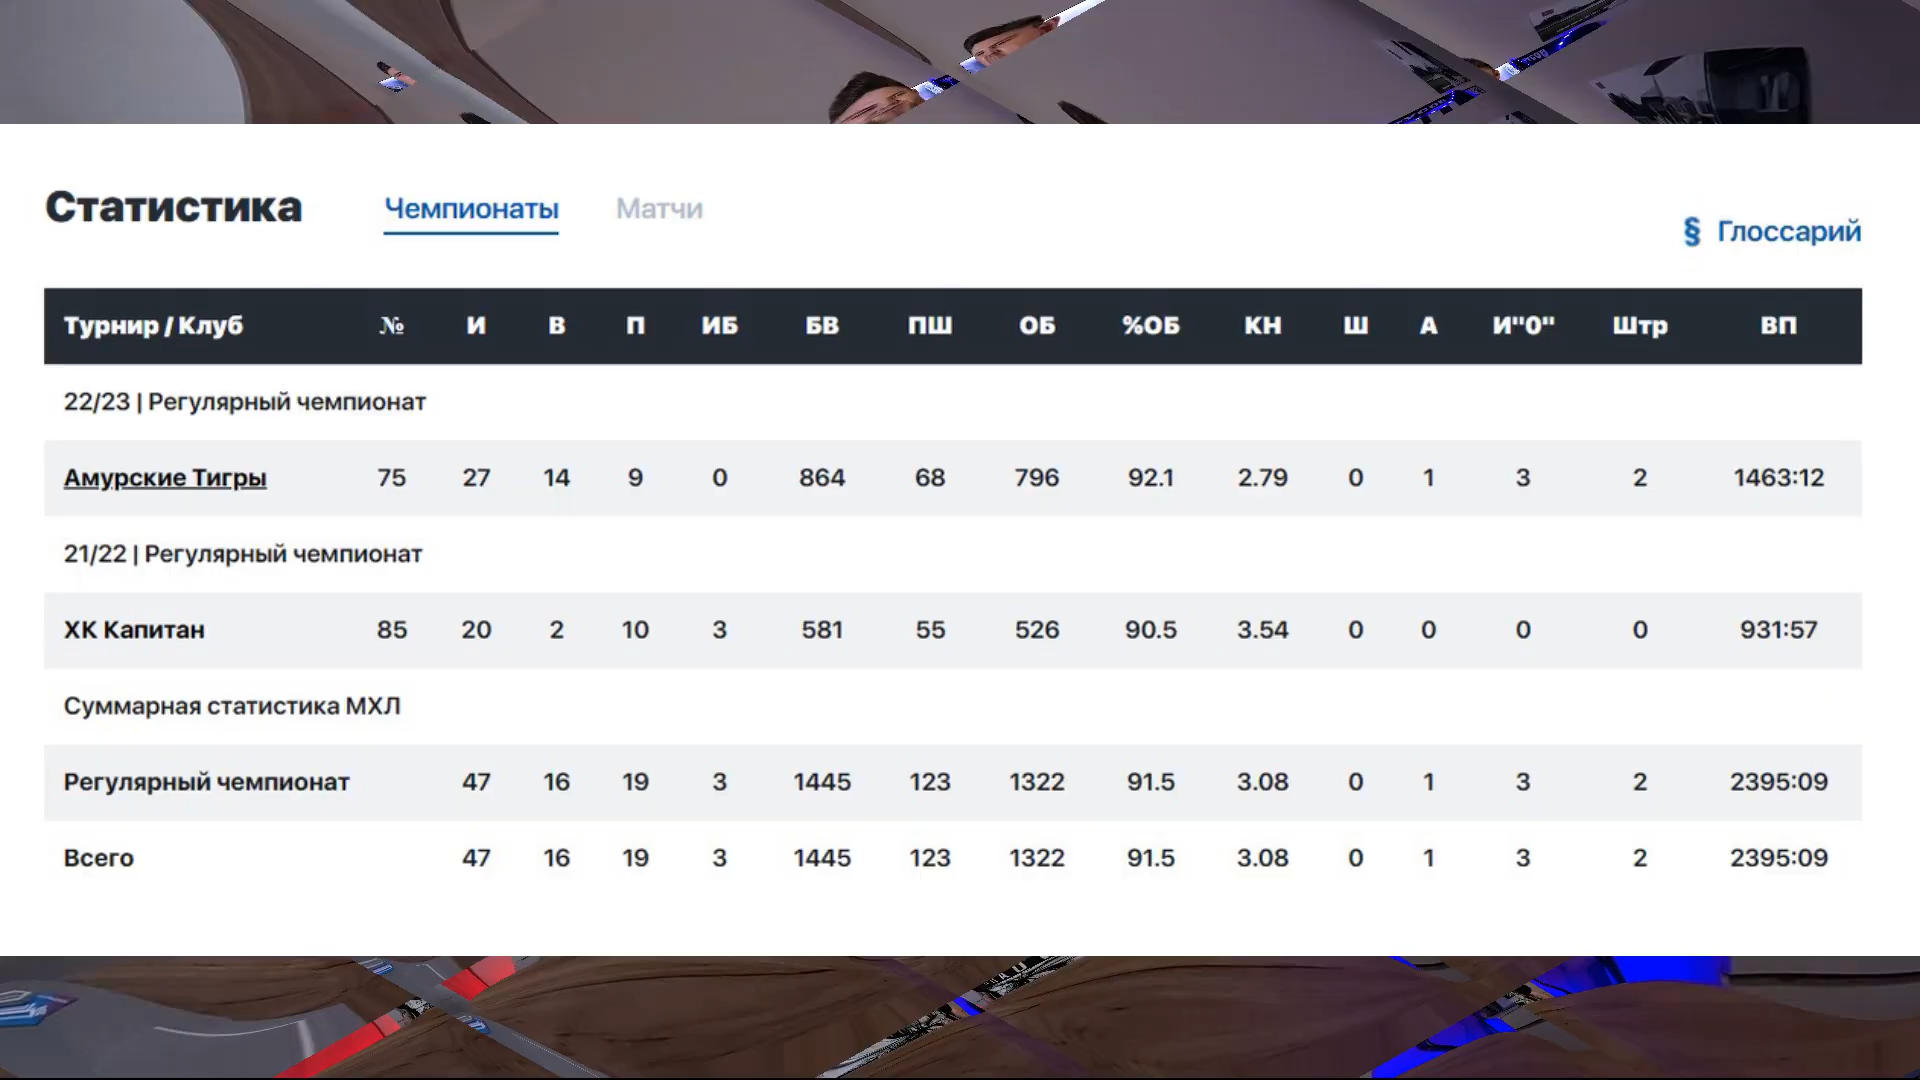 Статистика Чемпионаты Матчи
§ Глоссарий
Турнир / Клуб № И В П ИБ БВ ПШ ОБ %ОБ КН Ш А И"0" Штр ВП
22/23 | Регулярный чемпионат
Амурские Тигры 75 27 14 9 0 864 68 796 92.1 2.79 0 1 3 2 1463:12
21/22 | Регулярный чемпионат
ХК Капитан 85 20 2 10 3 581 55 526 90.5 3.54 0 0 0 0 931:57
Суммарная статистика МХЛ
Регулярный чемпионат 47 16 19 3 1445 123 1322 91.5 3.08 0 1 3 2 2395:09
Всего 47 16 19 3 1445 123 1322 91.5 3.08 0 1 3 2 2395:09